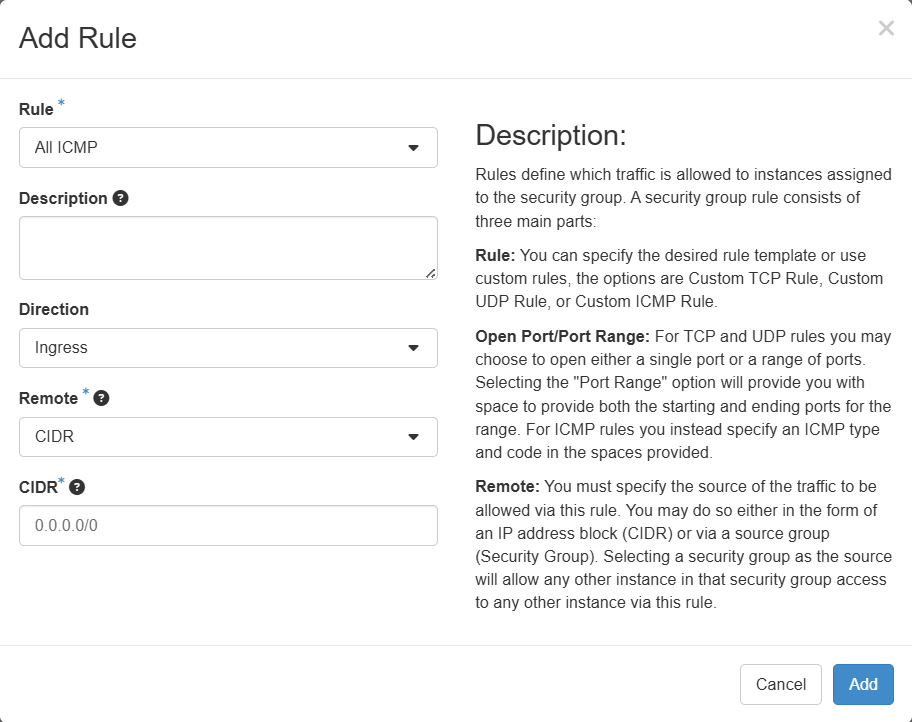 Add Rule
×
Rule *
All ICMP
Description ?
Direction
Ingress
Remote * ?
CIDR
CIDR* ?
0.0.0.0/0
Description:
Rules define which traffic is allowed to instances assigned
to the security group. A security group rule consists of
three main parts:
Rule: You can specify the desired rule template or use
custom rules, the options are Custom TCP Rule, Custom
UDP Rule, or Custom ICMP Rule.
Open Port/Port Range: For TCP and UDP rules you may
choose to open either a single port or a range of ports.
Selecting the "Port Range" option will provide you with
space to provide both the starting and ending ports for the
range. For ICMP rules you instead specify an ICMP type
and code in the spaces provided.
Remote: You must specify the source of the traffic to be
allowed via this rule. You may do so either in the form of
an IP address block (CIDR) or via a source group
(Security Group). Selecting a security group as the source
will allow any other instance in that security group access
to any other instance via this rule.
Cancel
Add